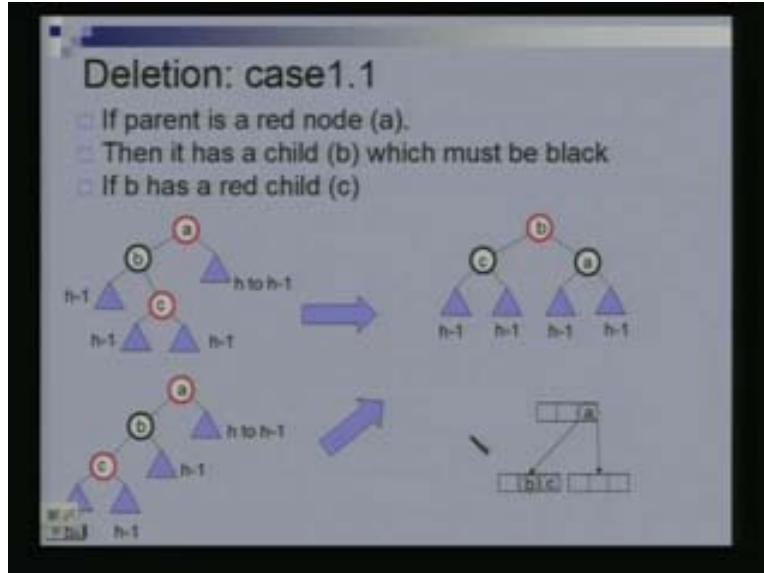 Deletion: case1.1
If parent is a red node (a).
Then it has a child (b) which must be black
If b has a red child (c)
a
b
h to h-1
h-1
c
h-1
h-1
b
c
a
h-1
h-1
h-1
h-1
a
b
h to h-1
c
h-1
h-1
a
b c